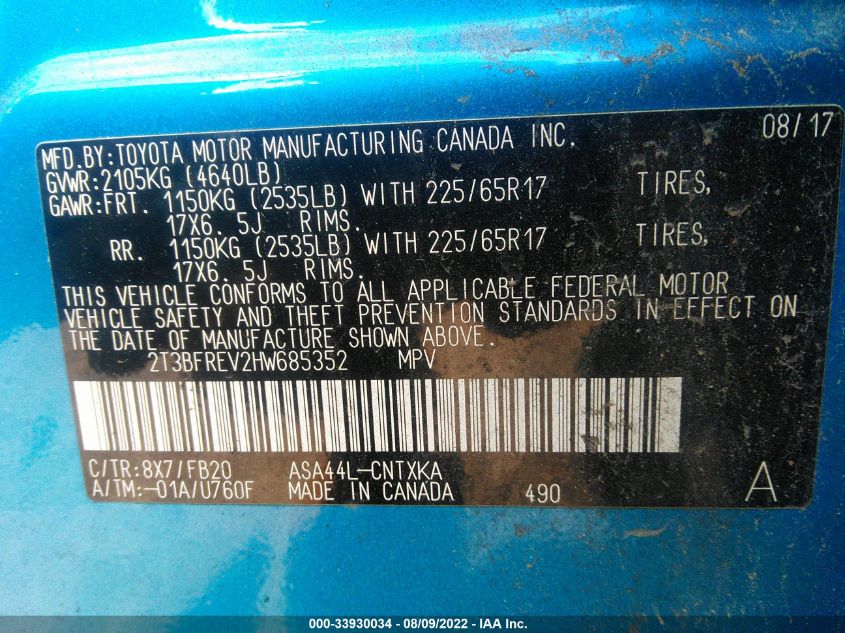 MFD.BY:TOYOTA MOTOR MANUFACTURING CANADA INC. 08/17
GVWR:2105KG (4640LB)
GAWR:FRT. 1150KG (2535LB) WITH 225/65R17 TIRES,
17X6. 5J RIMS.
RR. 1150KG (2535LB) WITH 225/65R17 TIRES,
17X6. 5J RIMS.
THIS VEHICLE CONFORMS TO ALL APPLICABLE FEDERAL MOTOR
VEHICLE SAFETY AND THEFT PREVENTION STANDARDS IN EFFECT ON
THE DATE OF MANUFACTURE SHOWN ABOVE.
2T3BFREV2HW685352 MPV
C/TR:8X7/FB20 ASA44L-CNTXKA
A/TM:-01A/U760F MADE IN CANADA 490 A
000-33930034 - 08/09/2022 - IAA Inc.